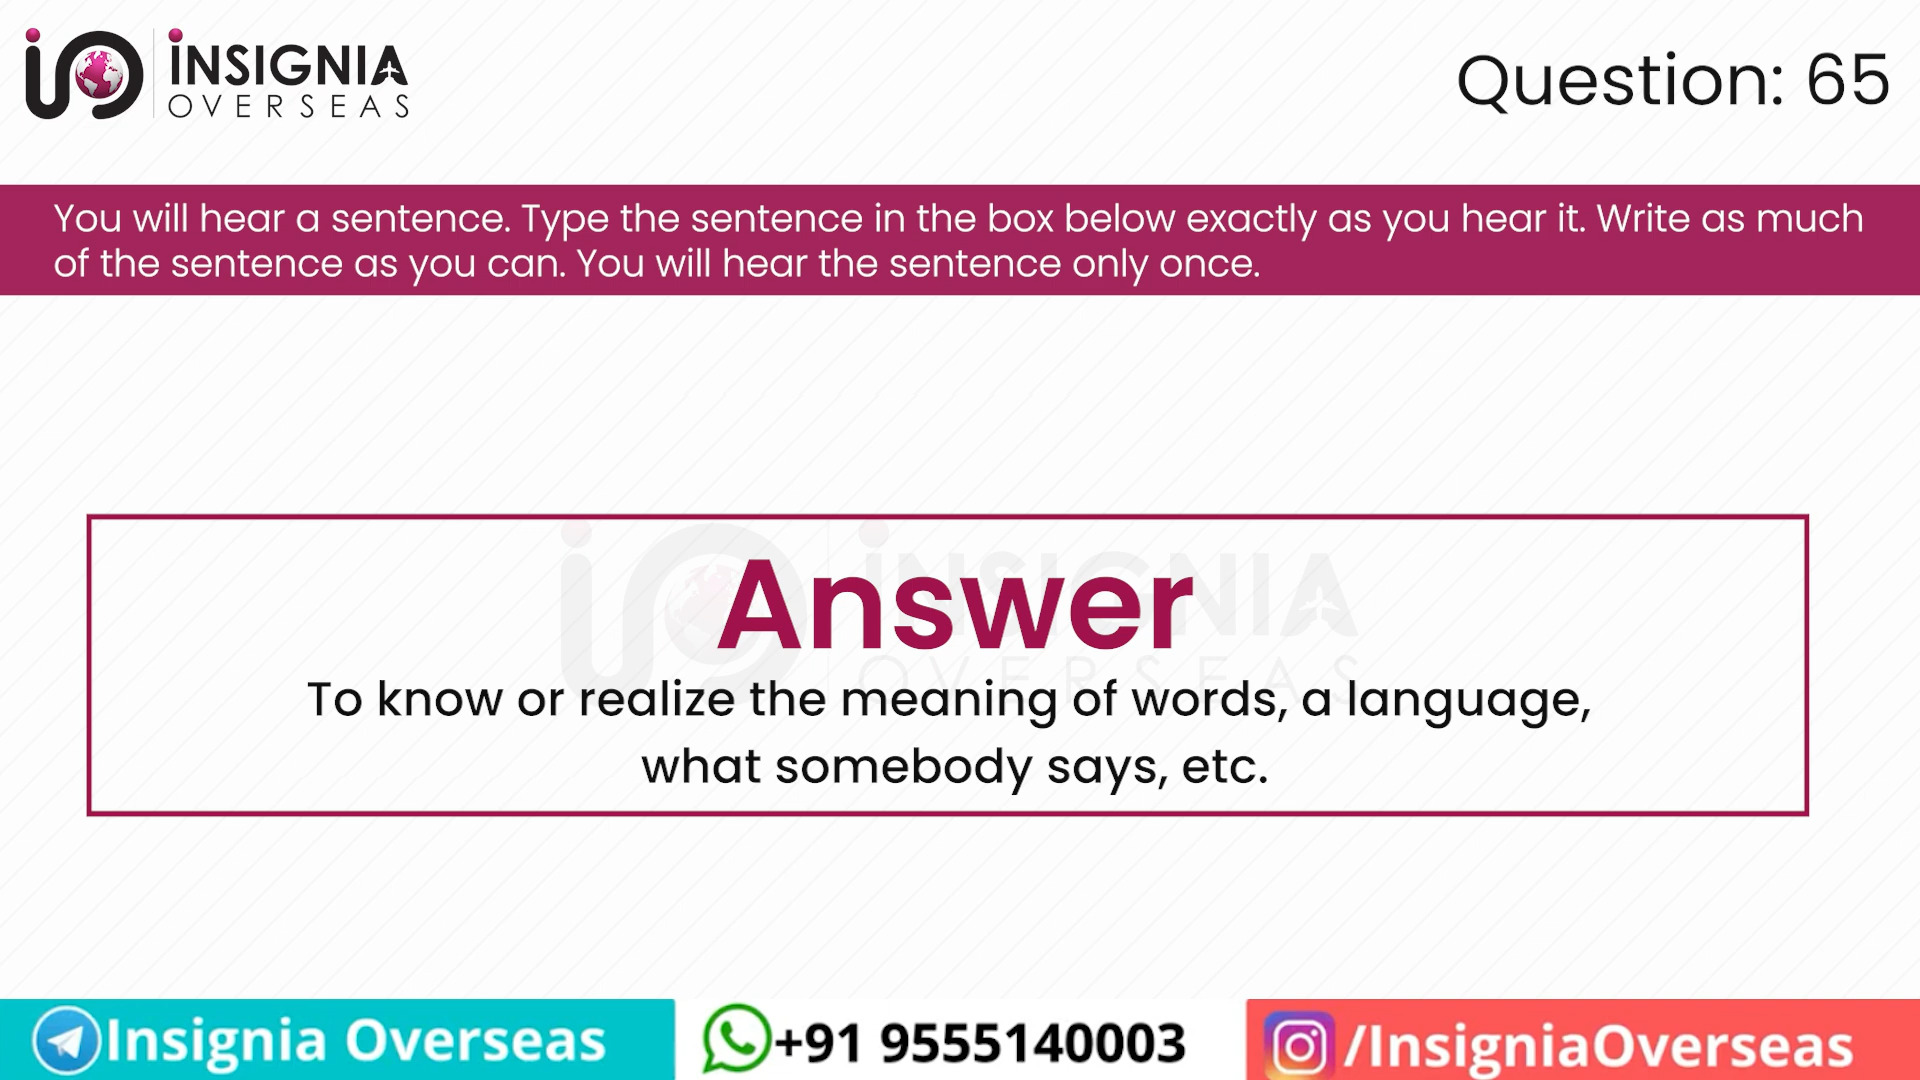 INSIGNIA
OVERSEAS
Question: 65
You will hear a sentence. Type the sentence in the box below exactly as you hear it. Write as much
of the sentence as you can. You will hear the sentence only once.
INSIGNIA
OVERSEAS
Answer
To know or realize the meaning of words, a language,
what somebody says, etc.
Insignia Overseas
+91 9555140003
/InsigniaOverseas